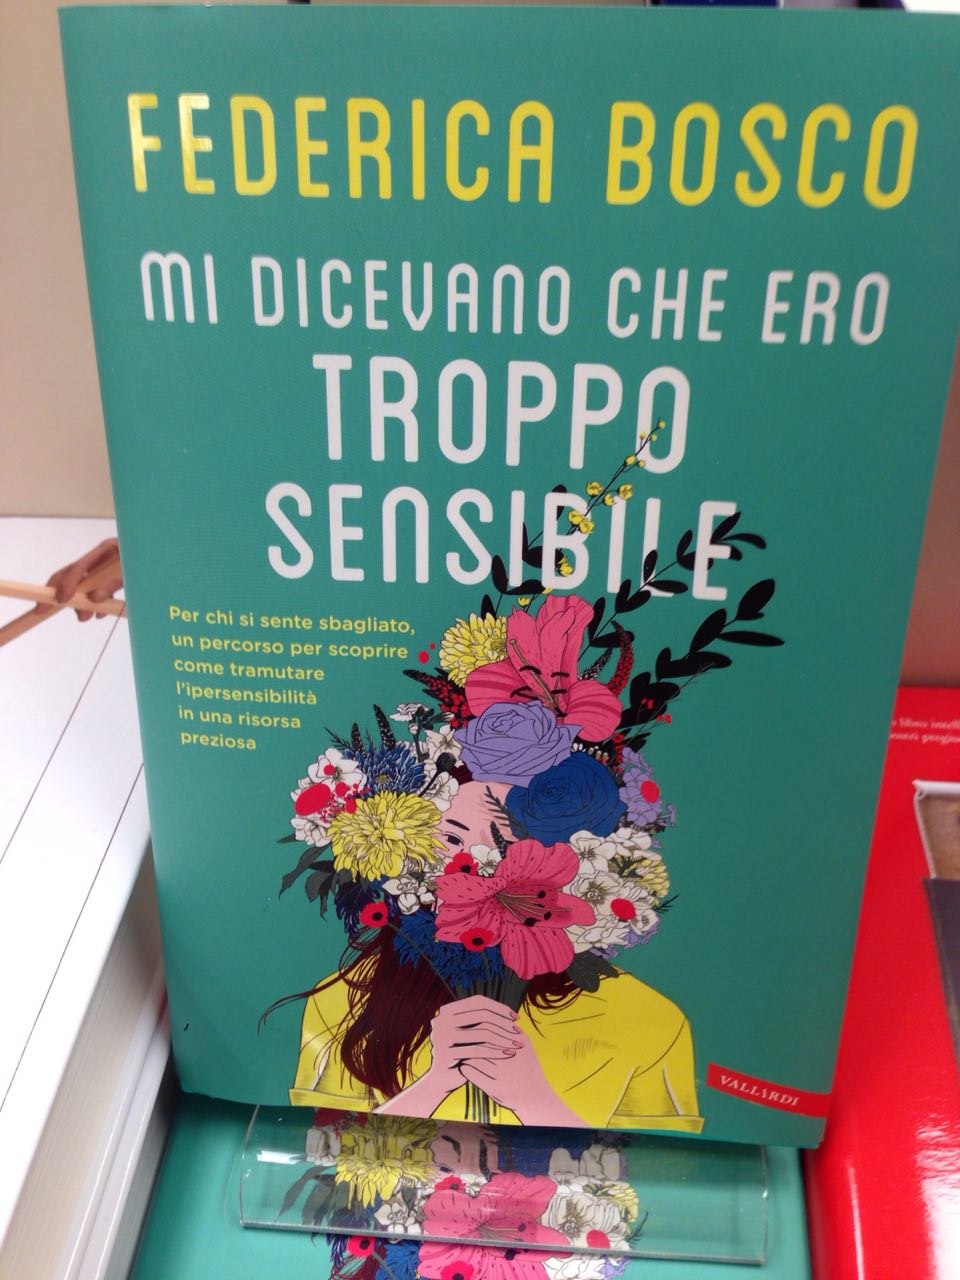 FEDERICA BOSCO
MI DICEVANO CHE ERO
TROPPO
SENSIBILE
Per chi si sente sbagliato,
un percorso per scoprire
come tramutare
l'ipersensibilità
in una risorsa
preziosa
VALLARDI
libro